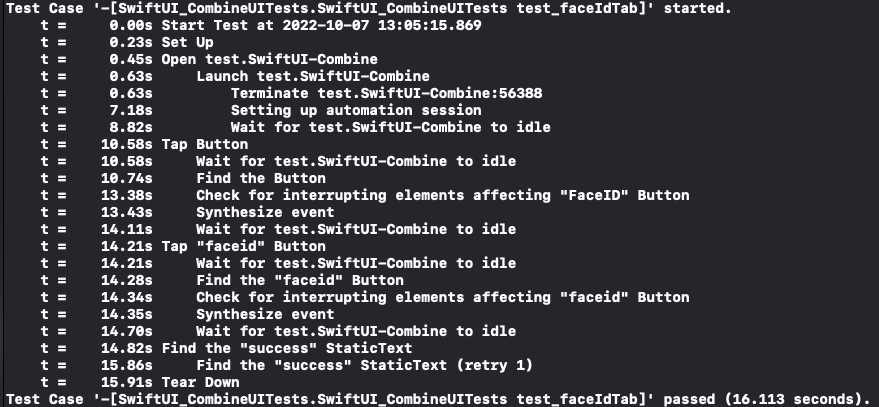 Test Case '-[SwiftUI_CombineUITests.SwiftUI_CombineUITests test_faceIdTab]' started.
t = 0.00s Start Test at 2022-10-07 13:05:15.869
t = 0.23s Set Up
t = 0.45s Open test.SwiftUI-Combine
t = 0.63s Launch test.SwiftUI-Combine
t = 0.63s Terminate test.SwiftUI-Combine:56388
t = 7.18s Setting up automation session
t = 8.82s Wait for test.SwiftUI-Combine to idle
t = 10.58s Tap Button
t = 10.58s Wait for test.SwiftUI-Combine to idle
t = 10.74s Find the Button
t = 13.38s Check for interrupting elements affecting "FaceID" Button
t = 13.43s Synthesize event
t = 14.11s Wait for test.SwiftUI-Combine to idle
t = 14.21s Tap "faceid" Button
t = 14.21s Wait for test.SwiftUI-Combine to idle
t = 14.28s Find the "faceid" Button
t = 14.34s Check for interrupting elements affecting "faceid" Button
t = 14.35s Synthesize event
t = 14.70s Wait for test.SwiftUI-Combine to idle
t = 14.82s Find the "success" StaticText
t = 15.86s Find the "success" StaticText (retry 1)
t = 15.91s Tear Down
Test Case '-[SwiftUI_CombineUITests.SwiftUI_CombineUITests test_faceIdTab]' passed (16.113 seconds).